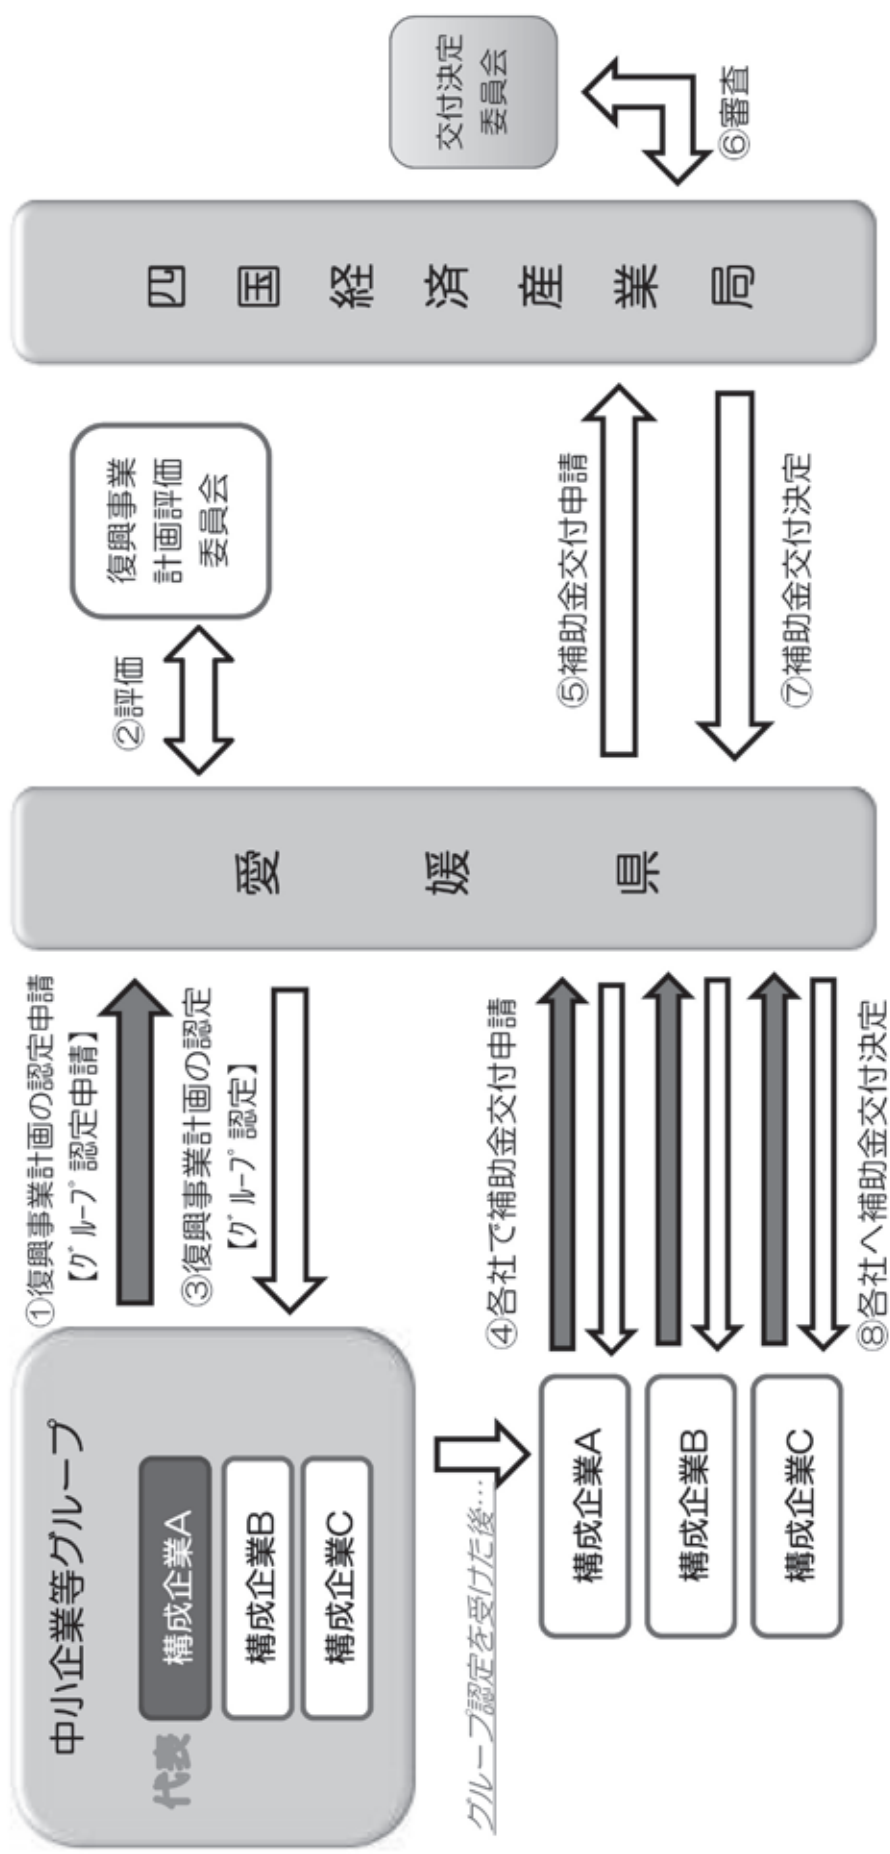 中小企業等グループ
代表
構成企業A
構成企業B
構成企業C
①復興事業計画の認定申請
【グループ認定申請】
③復興事業計画の認定
【グループ認定】
グループ認定を受けた後…
構成企業A
構成企業B
構成企業C
④各社で補助金交付申請
⑧各社へ補助金交付決定
愛媛県
②評価
復興事業
計画評価
委員会
⑤補助金交付申請
⑦補助金交付決定
四国経済産業局
交付決定
委員会
⑥審査